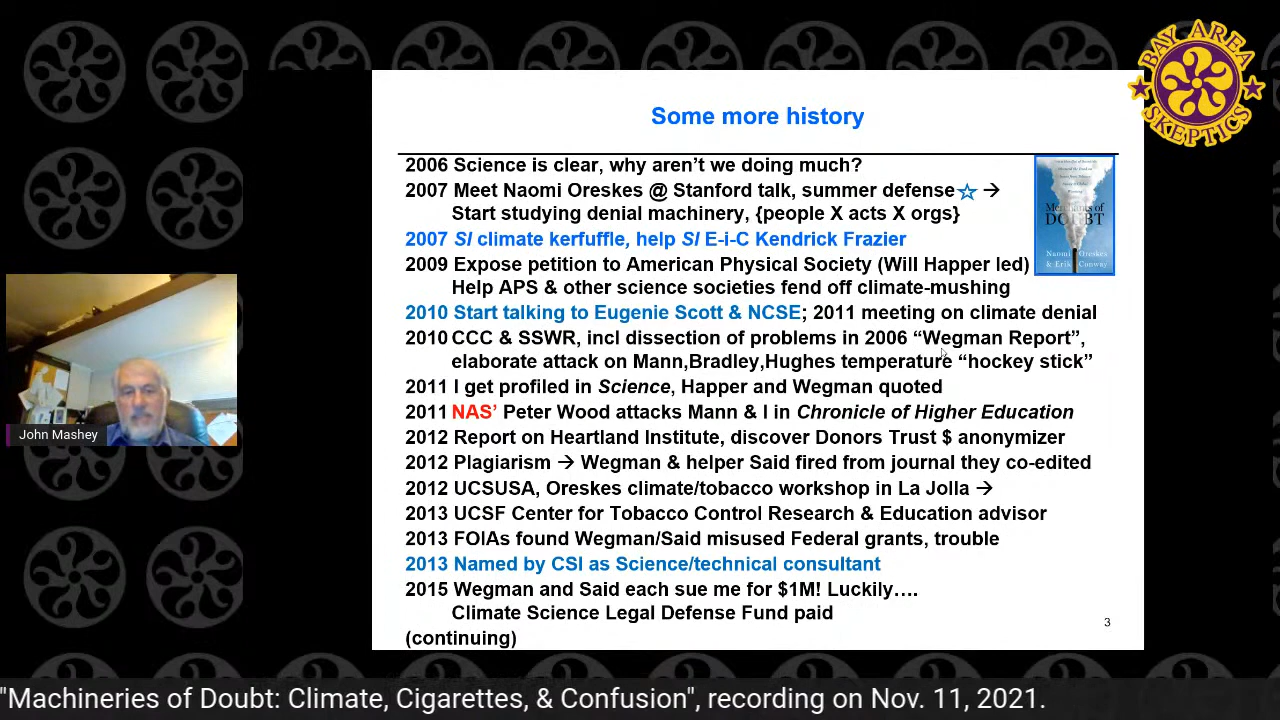 BAY AREA
SKEPTICS
Some more history
2006 Science is clear, why aren't we doing much?
2007 Meet Naomi Oreskes @ Stanford talk, summer defense☆ →
Start studying denial machinery, {people X acts X orgs}
2007 SI climate kerfuffle, help SI E-i-C Kendrick Frazier
2009 Expose petition to American Physical Society (Will Happer led)
Help APS & other science societies fend off climate-mushing
2010 Start talking to Eugenie Scott & NCSE; 2011 meeting on climate denial
2010 CCC & SSWR, incl dissection of problems in 2006 “Wegman Report”,
elaborate attack on Mann,Bradley,Hughes temperature “hockey stick”
2011 I get profiled in Science, Happer and Wegman quoted
2011 NAS’ Peter Wood attacks Mann & I in Chronicle of Higher Education
2012 Report on Heartland Institute, discover Donors Trust $ anonymizer
2012 Plagiarism → Wegman & helper Said fired from journal they co-edited
2012 UCSUSA, Oreskes climate/tobacco workshop in La Jolla →
2013 UCSF Center for Tobacco Control Research & Education advisor
2013 FOIAs found Wegman/Said misused Federal grants, trouble
2013 Named by CSI as Science/technical consultant
2015 Wegman and Said each sue me for $1M! Luckily….
Climate Science Legal Defense Fund paid
(continuing)
3
Merchants of
DOUBT
Naomi Oreskes
& Erik Conway
John Mashey
"Machineries of Doubt: Climate, Cigarettes, & Confusion", recording on Nov. 11, 2021.